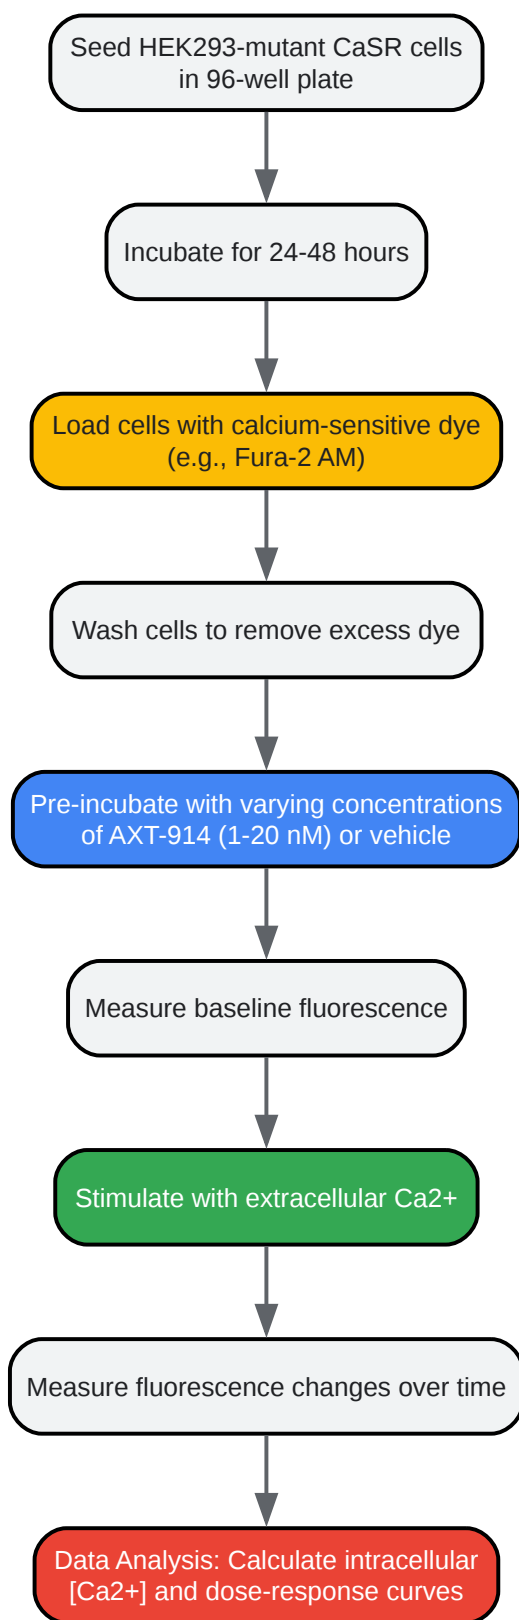 Seed HEK293-mutant CaSR cells
in 96-well plate
Incubate for 24-48 hours
Load cells with calcium-sensitive dye
(e.g., Fura-2 AM)
Wash cells to remove excess dye
Pre-incubate with varying concentrations
of AXT-914 (1-20 nM) or vehicle
Measure baseline fluorescence
Stimulate with extracellular Ca2+
Measure fluorescence changes over time
Data Analysis: Calculate intracellular
[Ca2+] and dose-response curves